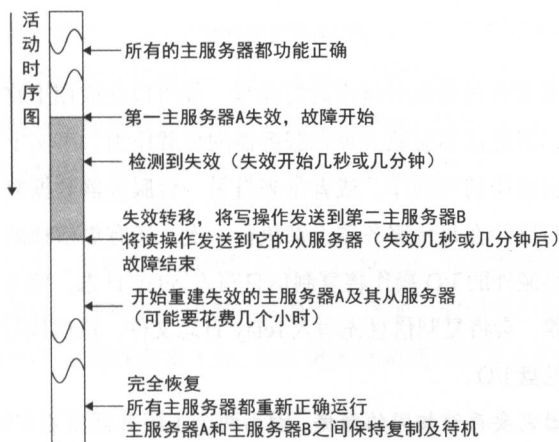 活动时序图
所有的主服务器都功能正确
第一主服务器A失效，故障开始
检测到失效（失效开始几秒或几分钟）
失效转移，将写操作发送到第二主服务器B
将读操作发送到它的从服务器（失效几秒或几分钟后）
故障结束
开始重建失效的主服务器A及其从服务器
（可能要花费几个小时）
完全恢复
所有主服务器都重新正确运行
主服务器A和主服务器B之间保持复制及待机